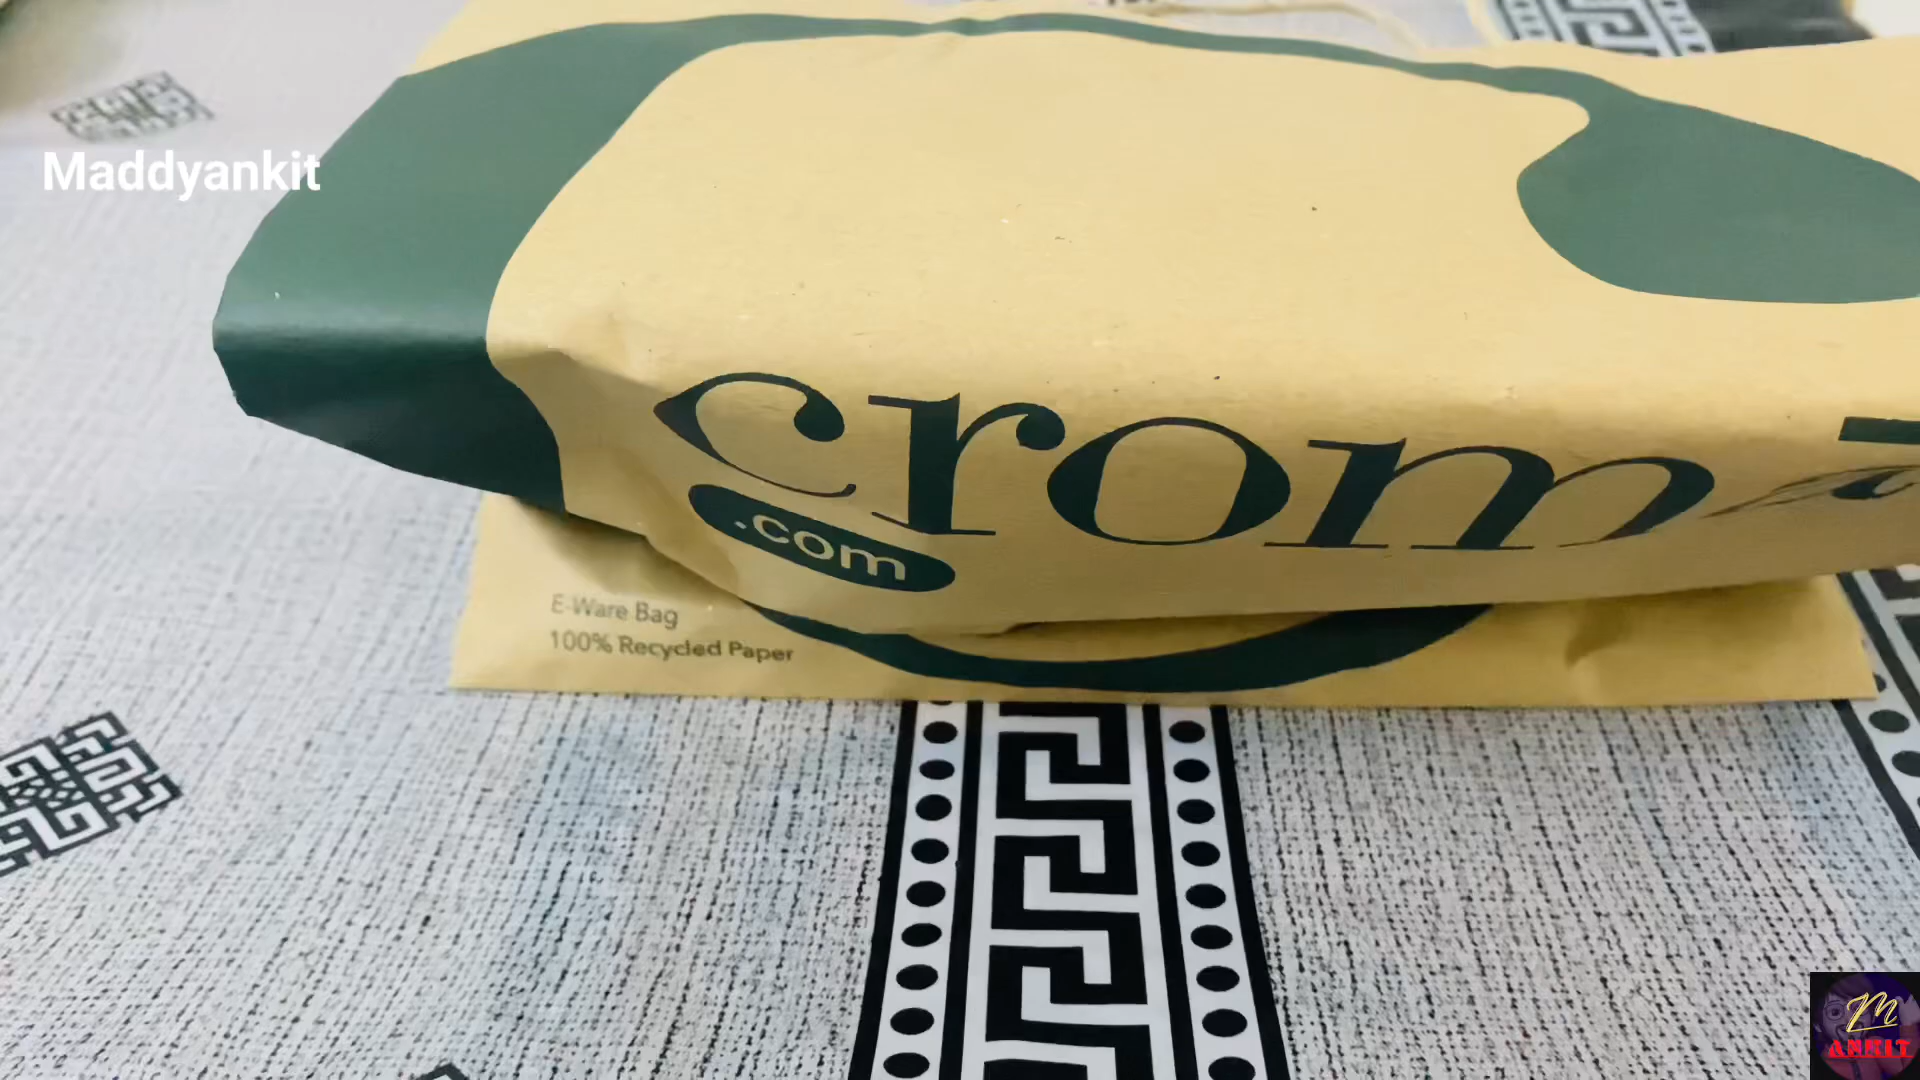 Maddyankit
crom
.com
E-Ware Bag
100% Recycled Paper
M
ANKIT